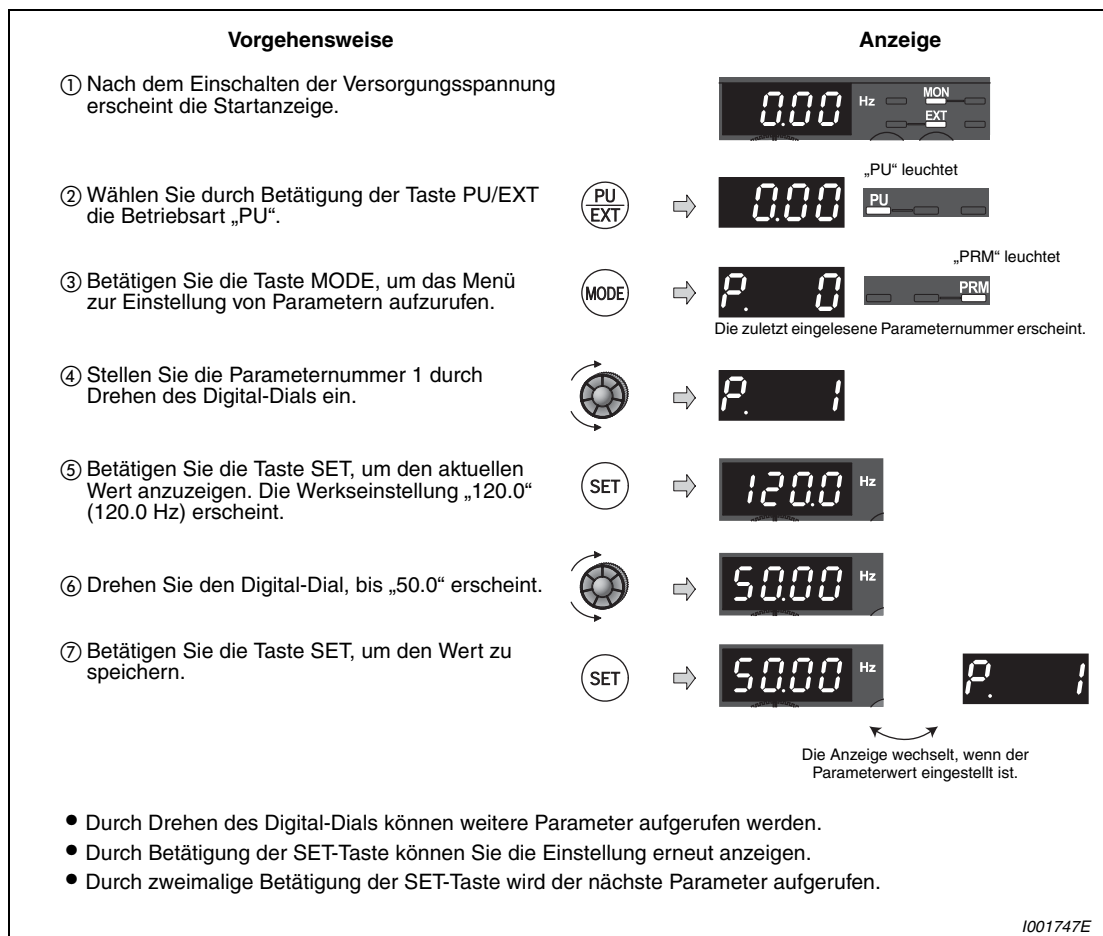 Vorgehensweise
Anzeige
① Nach dem Einschalten der Versorgungsspannung
erscheint die Startanzeige.
0.00 Hz MON
EXT
② Wählen Sie durch Betätigung der Taste PU/EXT
die Betriebsart „PU“.
PU
EXT
0.00
„PU“ leuchtet
PU
③ Betätigen Sie die Taste MODE, um das Menü
zur Einstellung von Parametern aufzurufen.
MODE
P. 0
„PRM“ leuchtet
PRM
Die zuletzt eingelesene Parameternummer erscheint.
④ Stellen Sie die Parameternummer 1 durch
Drehen des Digital-Dials ein.
P. 1
⑤ Betätigen Sie die Taste SET, um den aktuellen
Wert anzuzeigen. Die Werkseinstellung „120.0“
(120.0 Hz) erscheint.
SET
120.0 Hz
⑥ Drehen Sie den Digital-Dial, bis „50.0“ erscheint.
50.00 Hz
⑦ Betätigen Sie die Taste SET, um den Wert zu
speichern.
SET
50.00 Hz
P. 1
Die Anzeige wechselt, wenn der
Parameterwert eingestellt ist.
• Durch Drehen des Digital-Dials können weitere Parameter aufgerufen werden.
• Durch Betätigung der SET-Taste können Sie die Einstellung erneut anzeigen.
• Durch zweimalige Betätigung der SET-Taste wird der nächste Parameter aufgerufen.
I001747E